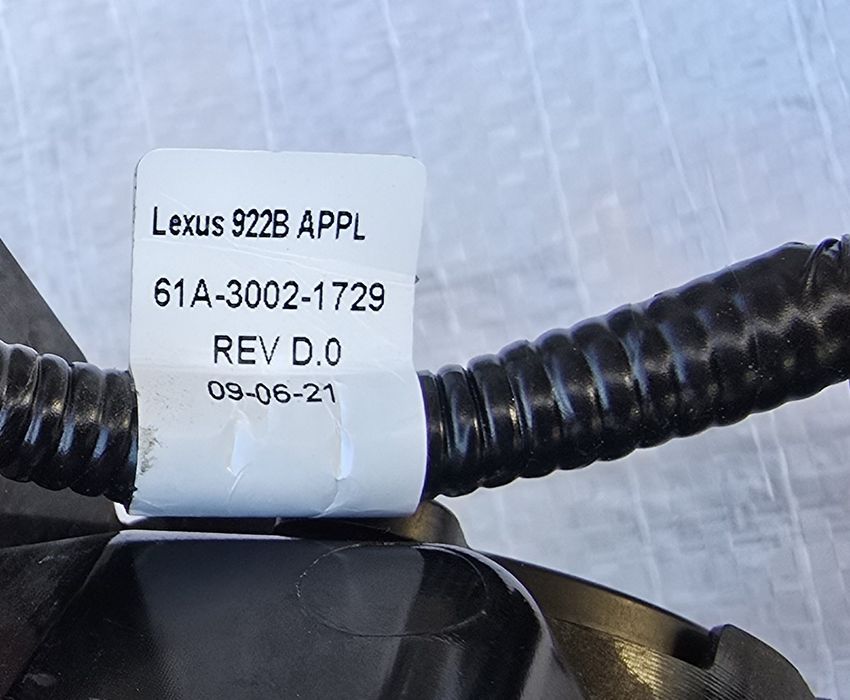 Lexus 922B APPL
61A-3002-1729
REV D.0
09-06-21